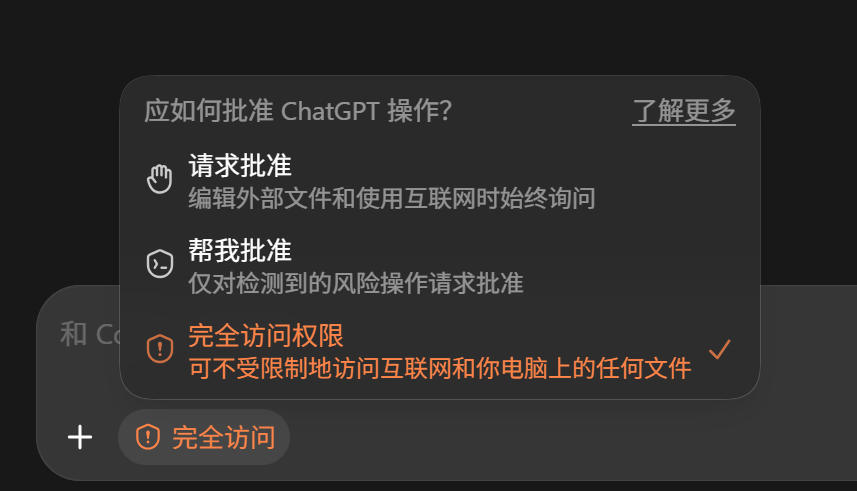 应如何批准 ChatGPT 操作？
了解更多
请求批准
编辑外部文件和使用互联网时始终询问
帮我批准
仅对检测到的风险操作请求批准
完全访问权限
可不受限制地访问互联网和你电脑上的任何文件
和
完全访问